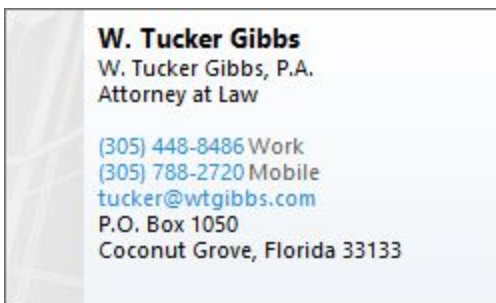 W. Tucker Gibbs
W. Tucker Gibbs, P.A.
Attorney at Law
(305) 448-8486 Work
(305) 788-2720 Mobile
tucker@wtgibbs.com
P.O. Box 1050
Coconut Grove, Florida 33133